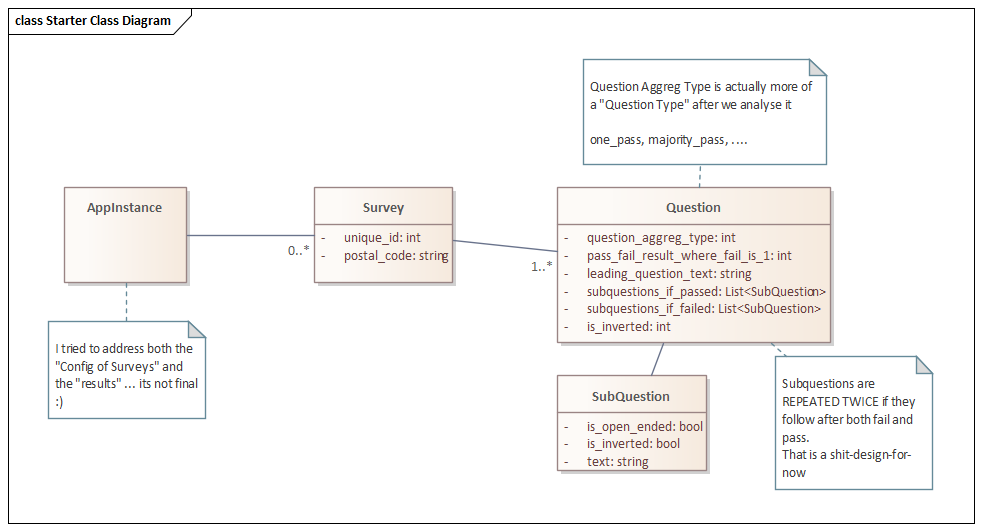 class Starter Class Diagram
Question Aggreg Type is actually more of
a "Question Type" after we analyse it
one_pass, majority_pass, ....
AppInstance
0..*
Survey
- unique_id: int
- postal_code: string
1..*
Question
- question_aggreg_type: int
- pass_fail_result_where_fail_is_1: int
- leading_question_text: string
- subquestions_if_passed: List<SubQuestion>
- subquestions_if_failed: List<SubQuestion>
- is_inverted: int
I tried to address both the
"Config of Surveys" and
the "results" ... its not final
:)
SubQuestion
- is_open_ended: bool
- is_inverted: bool
- text: string
Subquestions are
REPEATED TWICE if they
follow after both fail and
pass.
That is a shit-design-for-
now